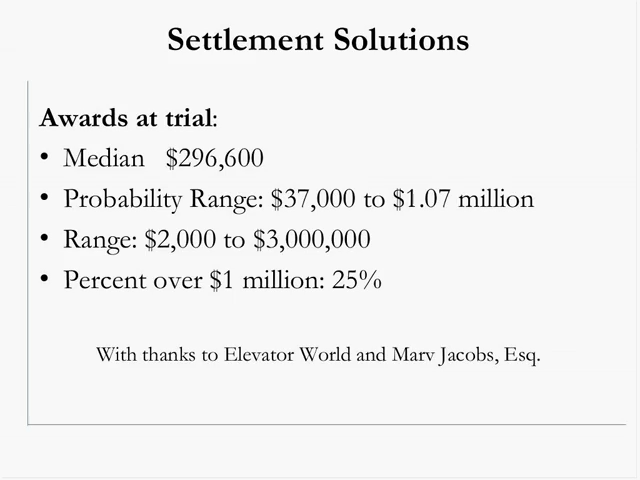 Settlement Solutions
Awards at trial:
• Median $296,600
• Probability Range: $37,000 to $1.07 million
• Range: $2,000 to $3,000,000
• Percent over $1 million: 25%
With thanks to Elevator World and Marv Jacobs, Esq.